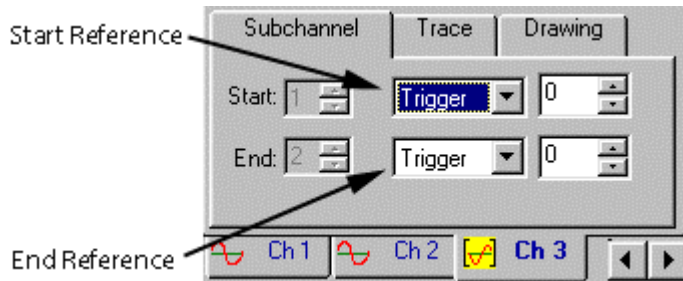 Start Reference
Subchannel Trace Drawing
Start: 1 Trigger 0
End: 2 Trigger 0
End Reference
Ch 1 Ch 2 Ch 3